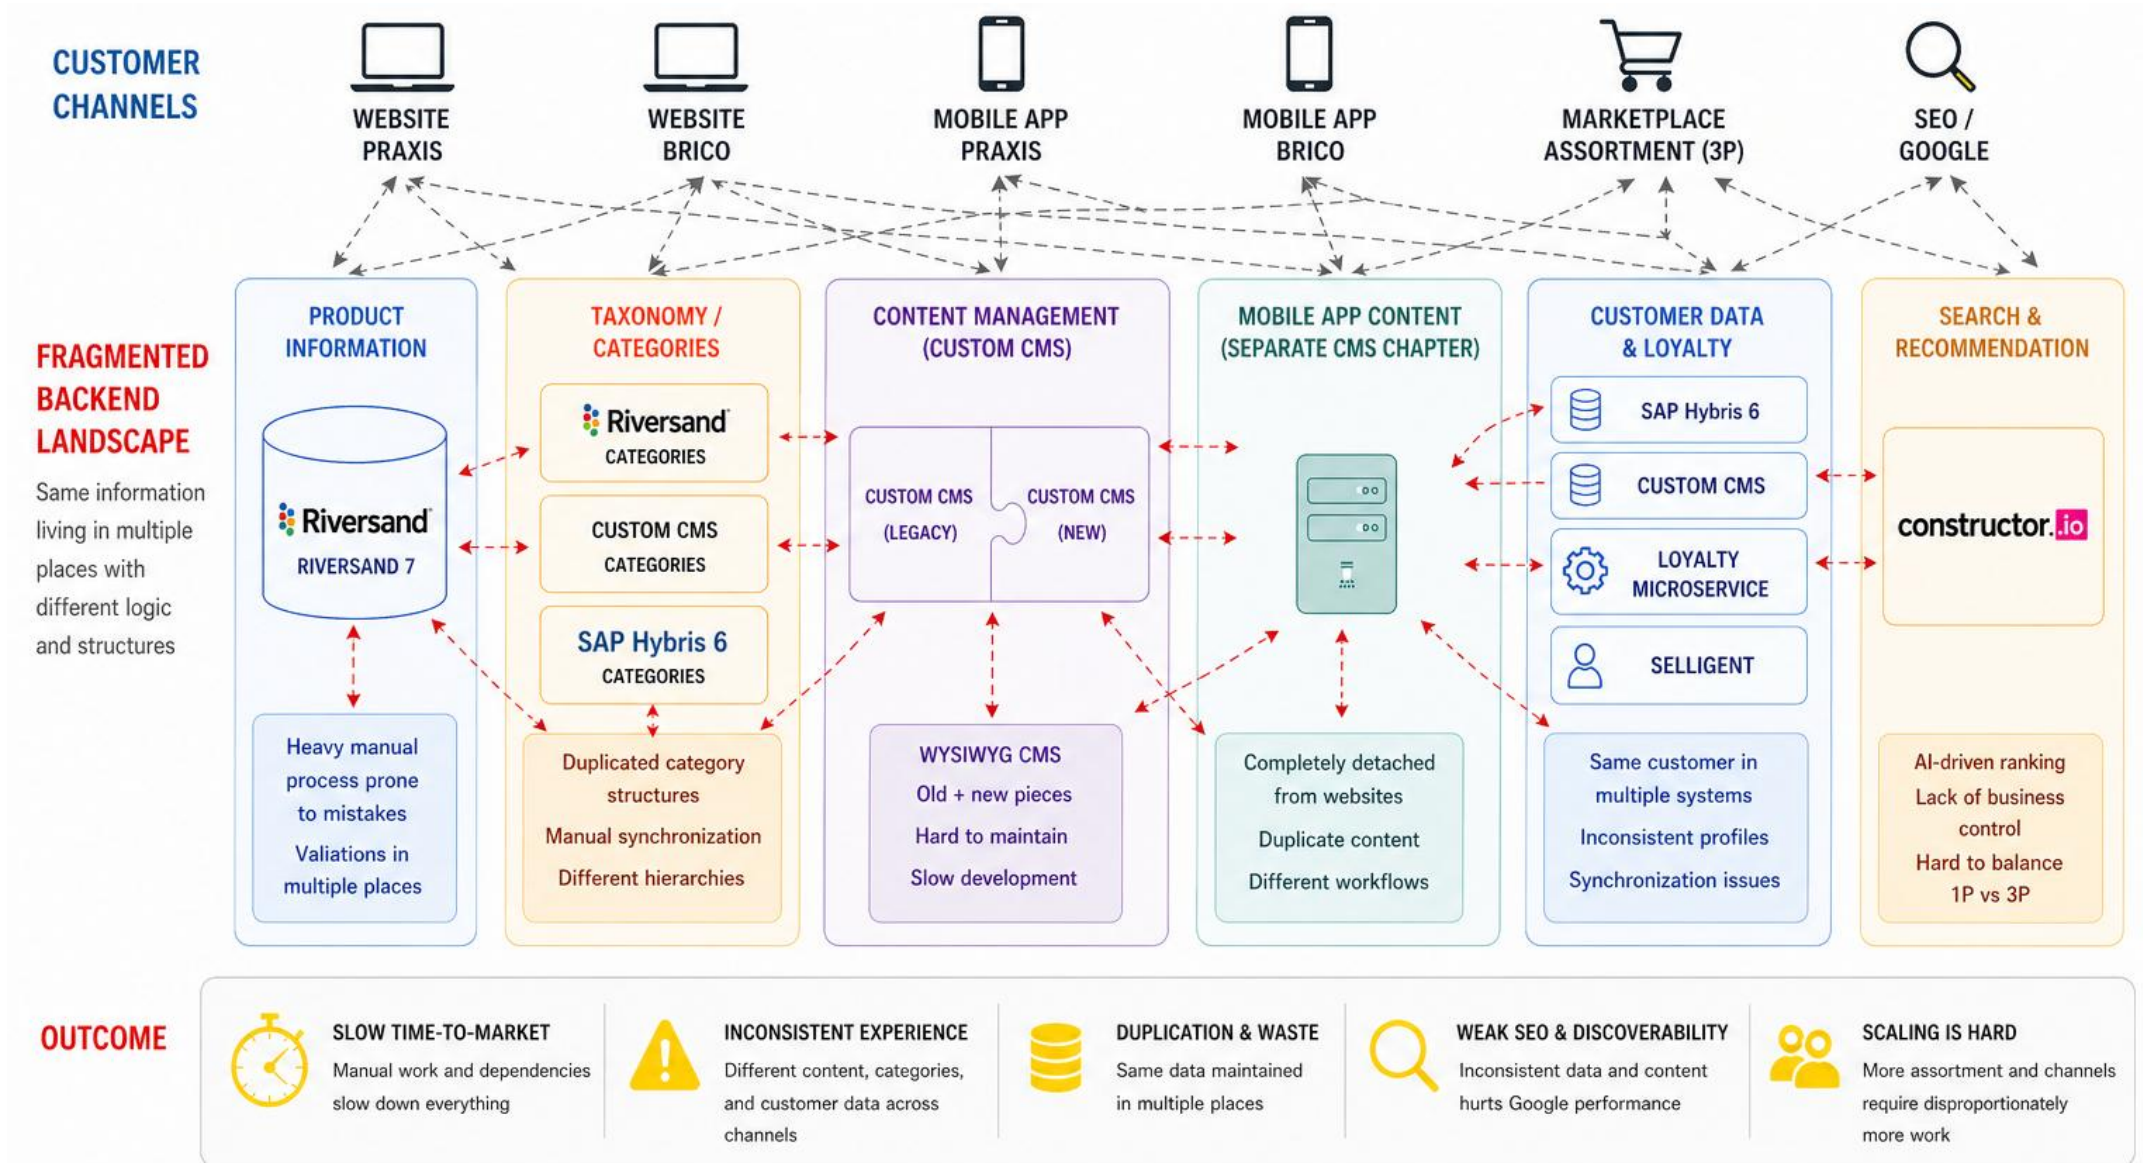 CUSTOMER
CHANNELS
WEBSITE
PRAXIS
WEBSITE
BRICO
MOBILE APP
PRAXIS
MOBILE APP
BRICO
MARKETPLACE
ASSORTMENT (3P)
SEO /
GOOGLE
FRAGMENTED
BACKEND
LANDSCAPE
Same information
living in multiple
places with
different logic
and structures
PRODUCT
INFORMATION
Riversand
RIVERSAND 7
Heavy manual
process prone
to mistakes
Valiations in
multiple places
TAXONOMY /
CATEGORIES
Riversand
CATEGORIES
CUSTOM CMS
CATEGORIES
SAP Hybris 6
CATEGORIES
Duplicated category
structures
Manual synchronization
Different hierarchies
CONTENT MANAGEMENT
(CUSTOM CMS)
CUSTOM CMS
(LEGACY)
CUSTOM CMS
(NEW)
WYSIWYG CMS
Old + new pieces
Hard to maintain
Slow development
MOBILE APP CONTENT
(SEPARATE CMS CHAPTER)
Completely detached
from websites
Duplicate content
Different workflows
CUSTOMER DATA
& LOYALTY
SAP Hybris 6
CUSTOM CMS
LOYALTY
MICROSERVICE
SELLIGENT
Same customer in
multiple systems
Inconsistent profiles
Synchronization issues
SEARCH &
RECOMMENDATION
constructor.io
AI-driven ranking
Lack of business
control
Hard to balance
1P vs 3P
OUTCOME
SLOW TIME-TO-MARKET
Manual work and dependencies
slow down everything
INCONSISTENT EXPERIENCE
Different content, categories,
and customer data across
channels
DUPLICATION & WASTE
Same data maintained
in multiple places
WEAK SEO & DISCOVERABILITY
Inconsistent data and content
hurts Google performance
SCALING IS HARD
More assortment and channels
require disproportionately
more work